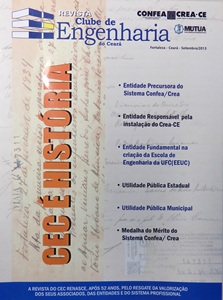 REVISTA
Clube de
Engenharia
do Ceará
CONFEA CREA-CE
MUTUA
Fortaleza - Ceará - Setembro/2013
CEC É HISTÓRIA
• Entidade Precursora do
Sistema Confea/Crea
• Entidade Responsável pela
instalação do Crea-CE
• Entidade Fundamental na
criação da Escola de
Engenharia da UFC(EEUC)
• Utilidade Pública Estadual
• Utilidade Pública Municipal
• Medalha do Mérito do
Sistema Confea/ Crea
A REVISTA DO CEC RENASCE, APÓS 52 ANOS, PELO RESGATE DA VALORIZAÇÃO
DOS SEUS ASSOCIADOS, DAS ENTIDADES E DO SISTEMA PROFISSIONAL